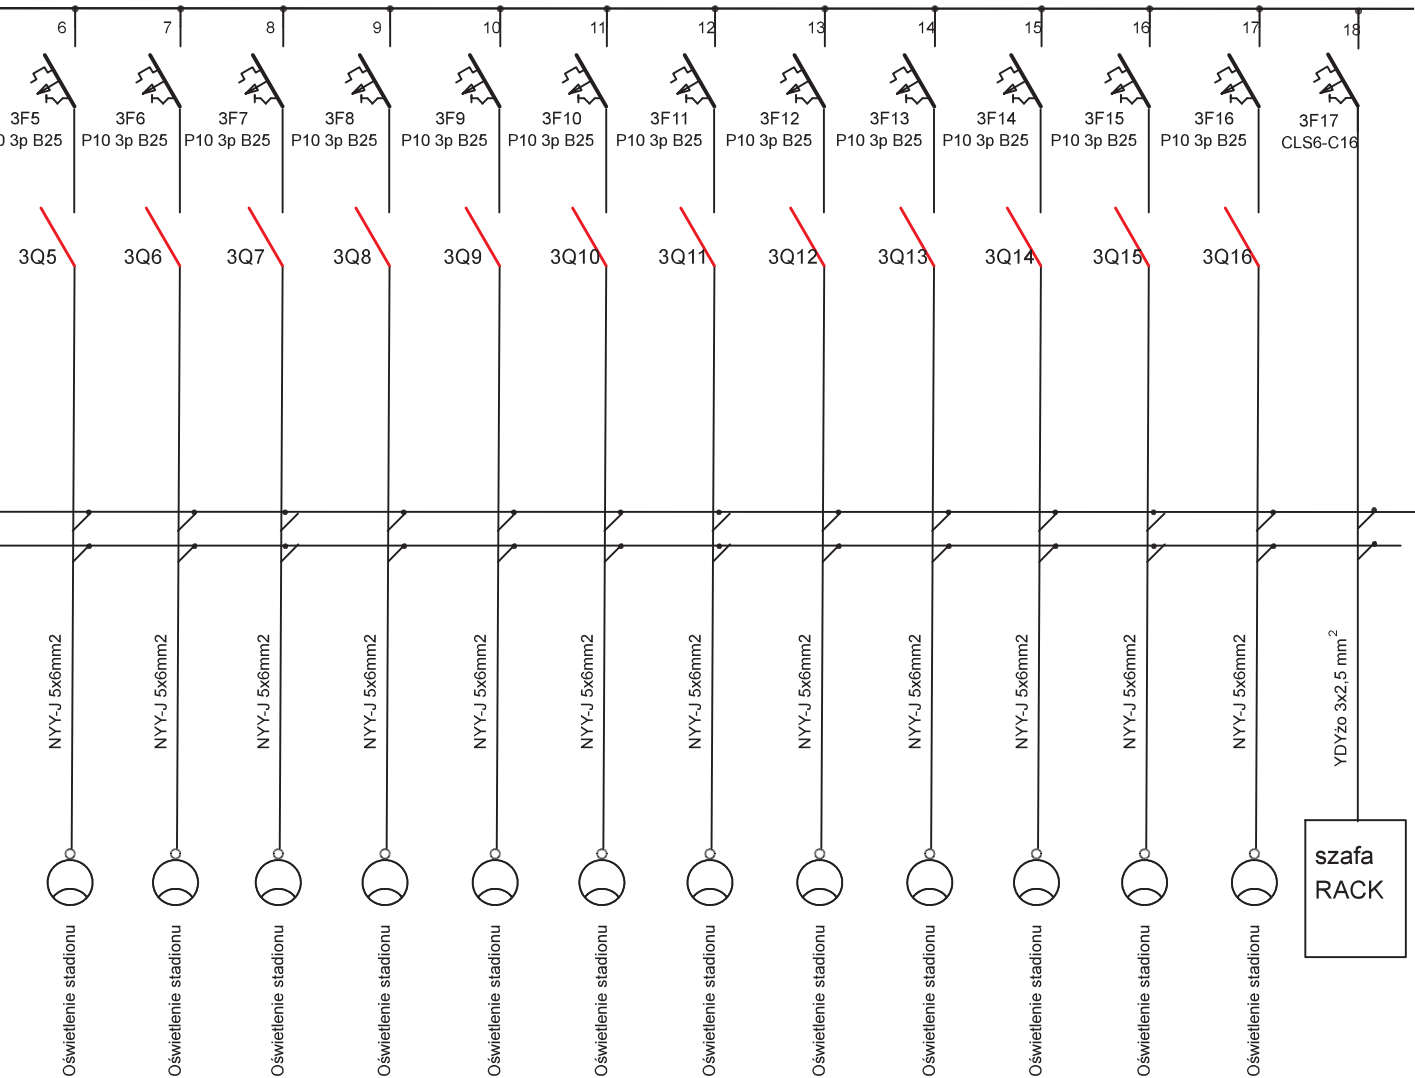 6 7 8 9 10 11 12 13 14 15 16 17 18
3F5 3F6 3F7 3F8 3F9 3F10 3F11 3F12 3F13 3F14 3F15 3F16 3F17
0 3p B25 P10 3p B25 P10 3p B25 P10 3p B25 P10 3p B25 P10 3p B25 P10 3p B25 P10 3p B25 P10 3p B25 P10 3p B25 P10 3p B25 P10 3p B25 CLS6-C16
3Q5 3Q6 3Q7 3Q8 3Q9 3Q10 3Q11 3Q12 3Q13 3Q14 3Q15 3Q16
NYY-J 5x6mm2
NYY-J 5x6mm2
NYY-J 5x6mm2
NYY-J 5x6mm2
NYY-J 5x6mm2
NYY-J 5x6mm2
NYY-J 5x6mm2
NYY-J 5x6mm2
NYY-J 5x6mm2
NYY-J 5x6mm2
NYY-J 5x6mm2
NYY-J 5x6mm2
YDYżo 3x2,5 mm²
szafa
RACK
Oświetlenie stadionu
Oświetlenie stadionu
Oświetlenie stadionu
Oświetlenie stadionu
Oświetlenie stadionu
Oświetlenie stadionu
Oświetlenie stadionu
Oświetlenie stadionu
Oświetlenie stadionu
Oświetlenie stadionu
Oświetlenie stadionu
Oświetlenie stadionu